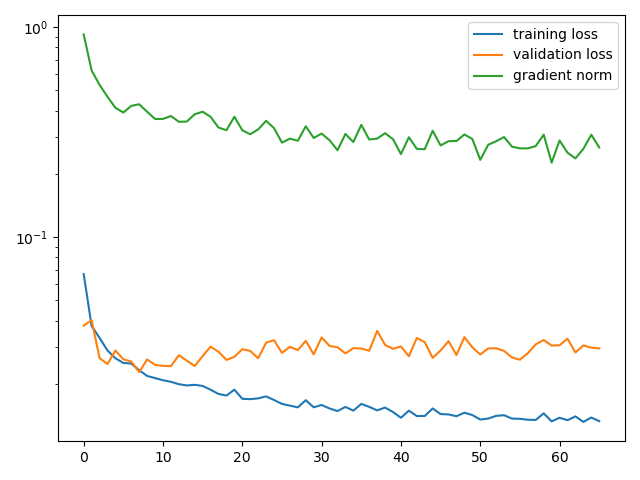 training loss
validation loss
gradient norm
10⁰
10⁻¹
0 10 20 30 40 50 60